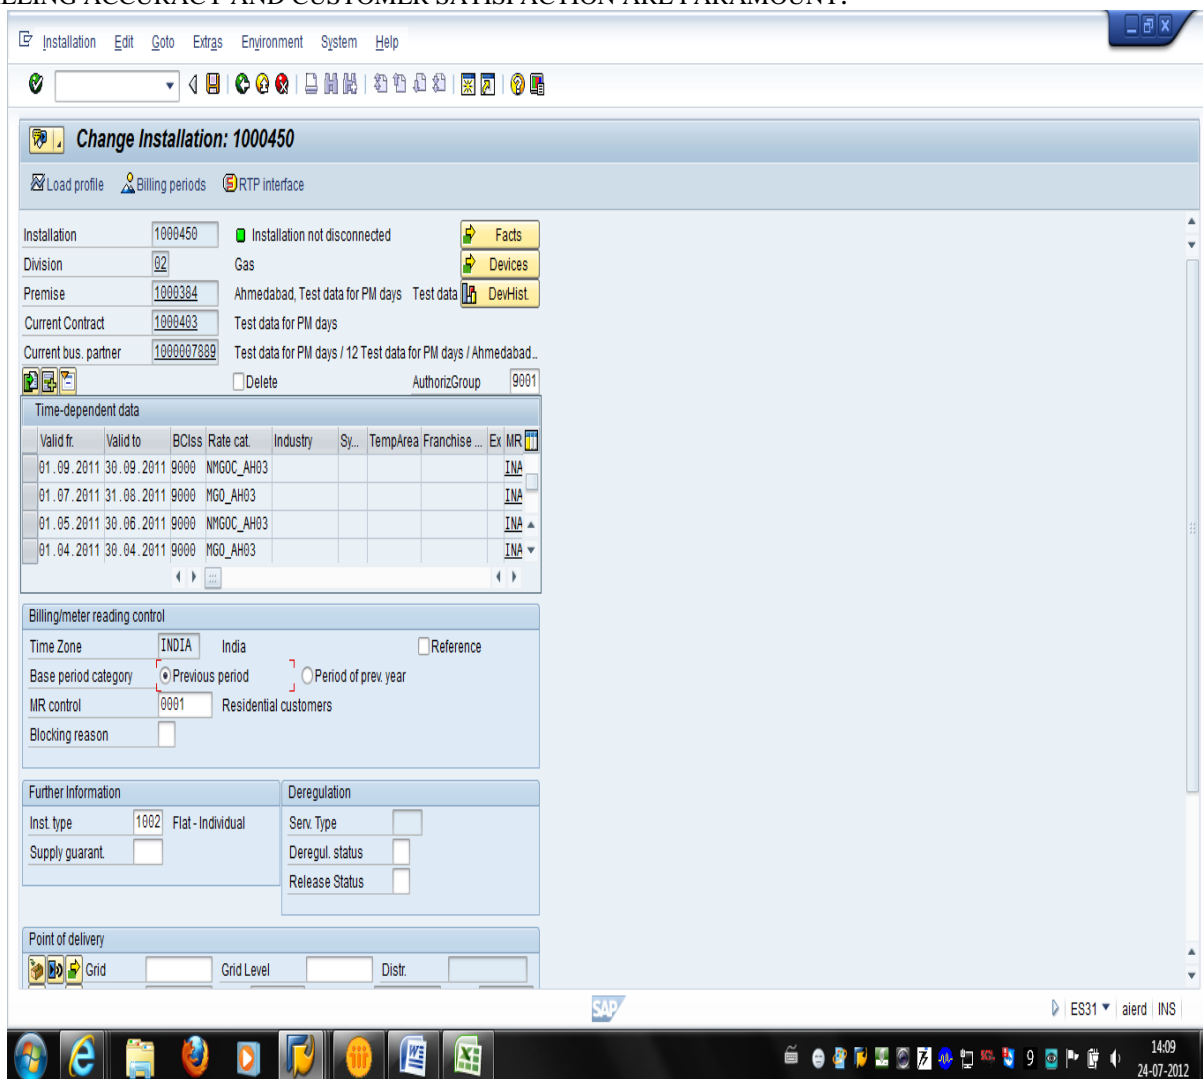 LLING ACCURACY AND CUSTOMER SATISFACTION ARE PARAMOUNT.
Installation Edit Goto Extras Environment System Help
Change Installation: 1000450
Load profile Billing periods RTP interface
Installation 1000450 Installation not disconnected Facts
Division 02 Gas Devices
Premise 1000384 Ahmedabad, Test data for PM days Test data DevHist.
Current Contract 1000403 Test data for PM days
Current bus. partner 1000007889 Test data for PM days / 12 Test data for PM days / Ahmedabad..
Delete AuthorizGroup 9001
Time-dependent data
Valid fr. Valid to BClss Rate cat. Industry Sy... TempArea Franchise ... Ex MR
01.09.2011 30.09.2011 9000 NMGOC_AH03 INA
01.07.2011 31.08.2011 9000 MGO_AH03 INA
01.05.2011 30.06.2011 9000 NMGOC_AH03 INA
01.04.2011 30.04.2011 9000 MGO_AH03 INA
Billing/meter reading control
Time Zone INDIA India Reference
Base period category Previous period Period of prev. year
MR control 0001 Residential customers
Blocking reason
Further Information Deregulation
Inst. type 1002 Flat - Individual Serv. Type
Supply guarant. Deregul. status
Release Status
Point of delivery
Grid Grid Level Distr.
SAP ES31 aierd INS
14:09
24-07-2012